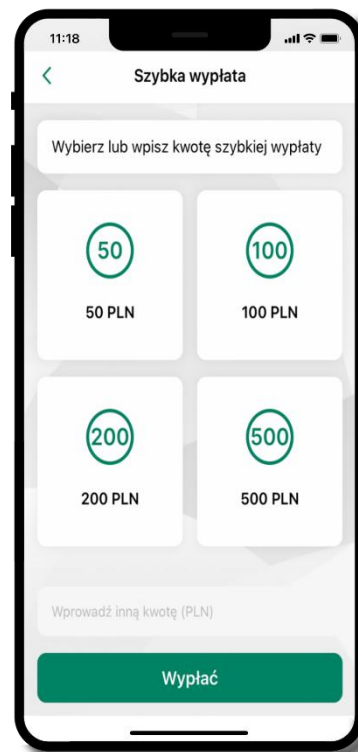 11:18
Szybka wypłata
Wybierz lub wpisz kwotę szybkiej wypłaty
50
100
50 PLN
100 PLN
200
500
200 PLN
500 PLN
Wprowadź inną kwotę (PLN)
Wypłać